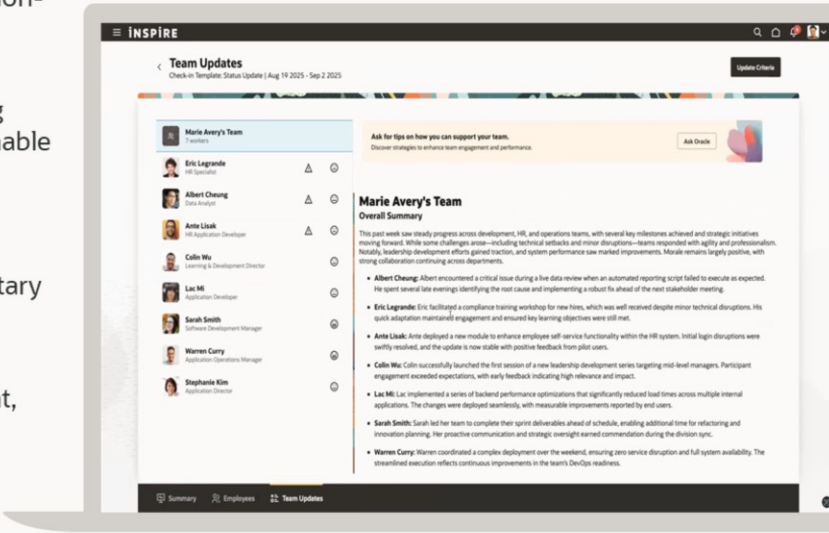 on-
g
able
tary
t,
iNSPiRE
Team Updates
Check-in Template: Status Update | Aug 19 2025 - Sep 2 2025
Update Criteria
Marie Avery's Team
7 workers
Eric Legrande
HR Specialist
Albert Cheung
Data Analyst
Ante Lisak
HR Application Developer
Colin Wu
Learning & Development Director
Lac Mi
Application Developer
Sarah Smith
Software Development Manager
Warren Curry
Application Operations Manager
Stephanie Kim
Application Director
Ask for tips on how you can support your team.
Discover strategies to enhance team engagement and performance.
Ask Oracle
Marie Avery's Team
Overall Summary
This past week saw steady progress across development, HR, and operations teams, with several key milestones achieved and strategic initiatives
moving forward. While some challenges arose—including technical setbacks and minor disruptions—teams responded with agility and professionalism.
Notably, leadership development efforts gained traction, and system performance saw marked improvements. Morale remains largely positive, with
strong collaboration continuing across departments.
• Albert Cheung: Albert encountered a critical issue during a live data review when an automated reporting script failed to execute as expected.
He spent several late evenings identifying the root cause and implementing a robust fix ahead of the next stakeholder meeting.
• Eric Legrande: Eric facilitated a compliance training workshop for new hires, which was well received despite minor technical disruptions. His
quick adaptation maintained engagement and ensured key learning objectives were still met.
• Ante Lisak: Ante deployed a new module to enhance employee self-service functionality within the HR system. Initial login disruptions were
swiftly resolved, and the update is now stable with positive feedback from pilot users.
• Colin Wu: Colin successfully launched the first session of a new leadership development series targeting mid-level managers. Participant
engagement exceeded expectations, with early feedback indicating high relevance and impact.
• Lac Mi: Lac implemented a series of backend performance optimizations that significantly reduced load times across multiple internal
applications. The changes were deployed seamlessly, with measurable improvements reported by end users.
• Sarah Smith: Sarah led her team to complete their sprint deliverables ahead of schedule, enabling additional time for refactoring and
innovation planning. Her proactive communication and strategic oversight earned commendation during the division sync.
• Warren Curry: Warren coordinated a complex deployment over the weekend, ensuring zero service disruption and full system availability. The
streamlined execution reflects continuous improvements in the team's DevOps readiness.
Summary
Employees
Team Updates